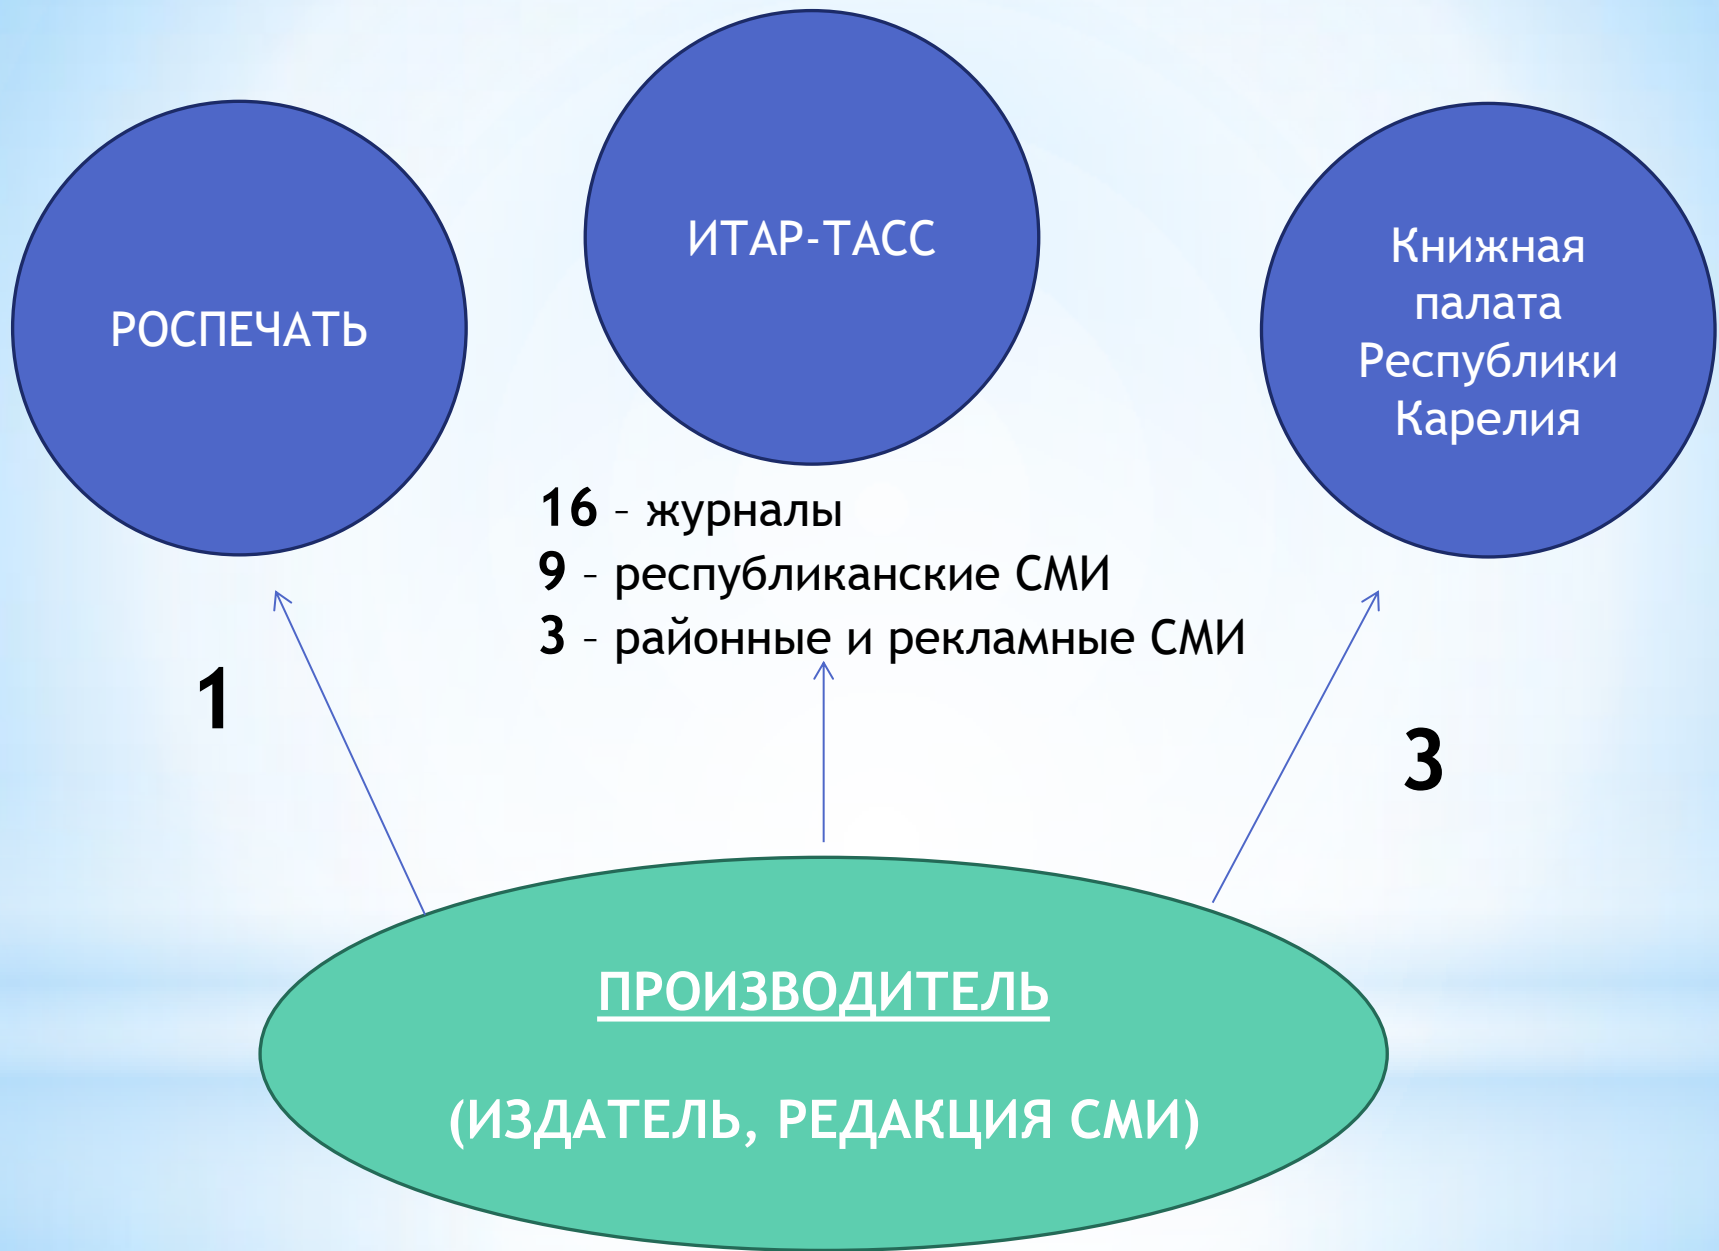 РОСПЕЧАТЬ
ИТАР-ТАСС
Книжная
палата
Республики
Карелия
16 – журналы
9 – республиканские СМИ
3 – районные и рекламные СМИ
1
3
ПРОИЗВОДИТЕЛЬ
(ИЗДАТЕЛЬ, РЕДАКЦИЯ СМИ)